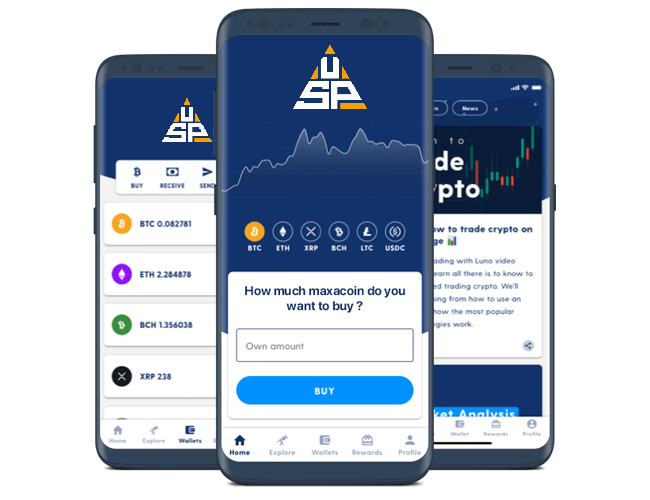 USP
BUY RECEIVE SEND
BTC 0.082781
ETH 2.284878
BCH 1.356038
XRP 238
Home Explore Wallets
USP
BTC ETH XRP BCH LTC USDC
How much maxacoin do you
want to buy ?
Own amount
BUY
Home Explore Wallets Rewards Profile
News
to
de
ypto
ow to trade crypto on
ge
ading with Luno video
earn all there is to know to
ed trading crypto. We'll
ning from how to use an
how the most popular
egies work.
ket Analysis
Wallet Rewards Profile